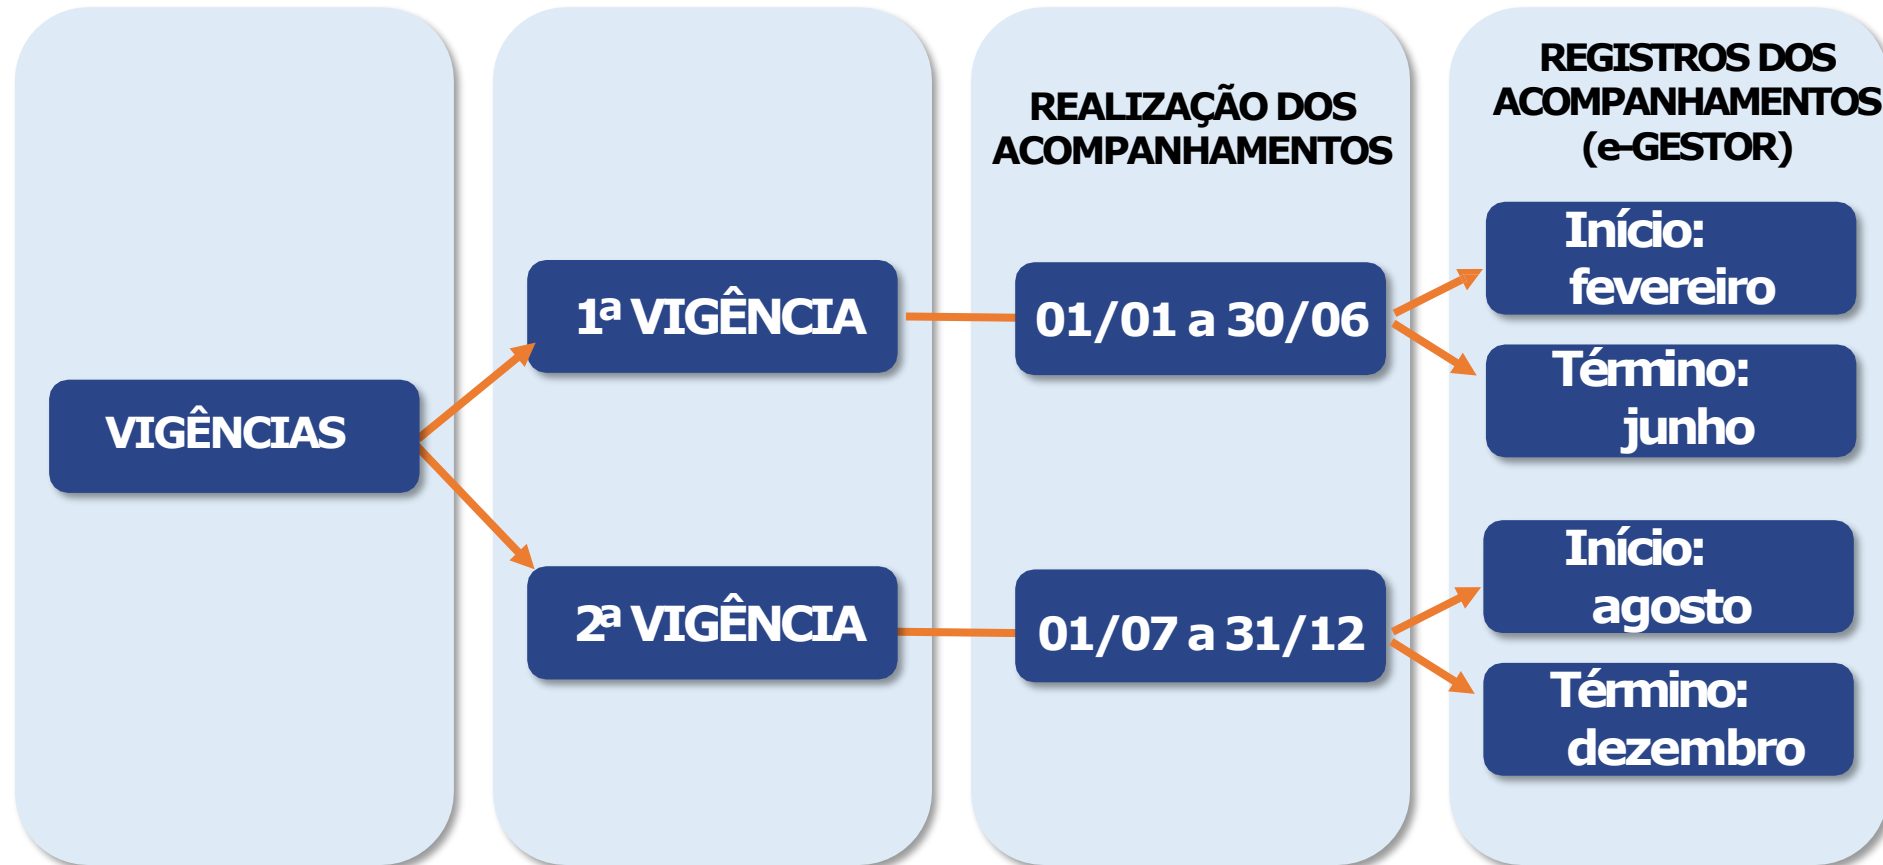 VIGÊNCIAS
1ª VIGÊNCIA
2ª VIGÊNCIA
REALIZAÇÃO DOS
ACOMPANHAMENTOS
01/01 a 30/06
01/07 a 31/12
REGISTROS DOS
ACOMPANHAMENTOS
(e-GESTOR)
Início:
fevereiro
Término:
junho
Início:
agosto
Término:
dezembro